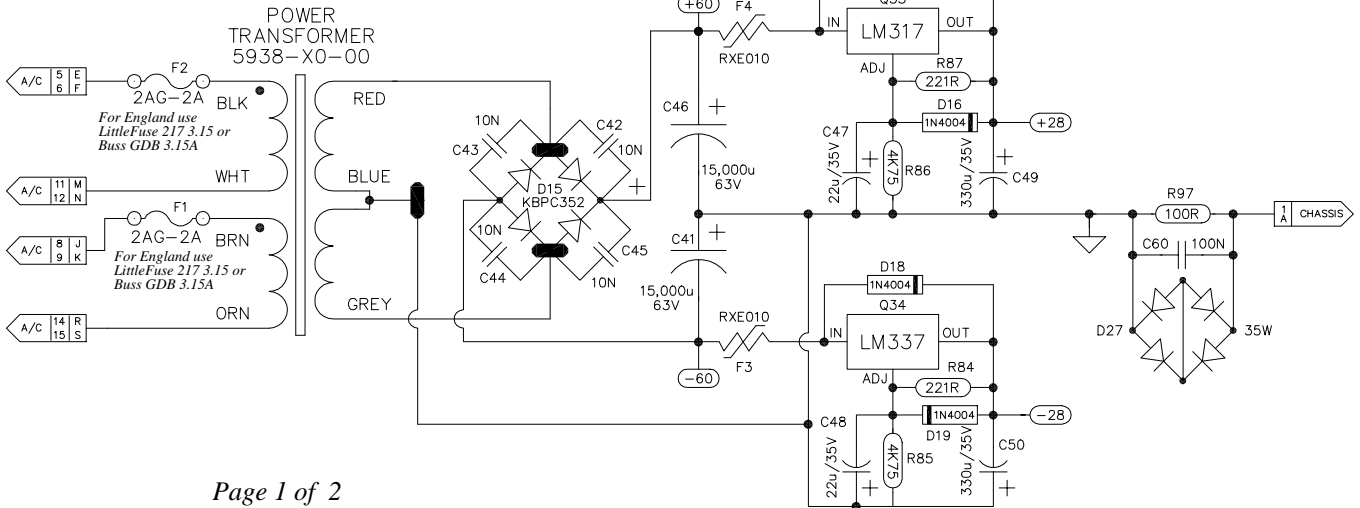 POWER
TRANSFORMER
5938-X0-00
A/C 5 E
6 F
F2
2AG-2A
For England use
LittleFuse 217 3.15 or
Buss GDB 3.15A
BLK
WHT
A/C 11 M
12 N
F1
2AG-2A
For England use
LittleFuse 217 3.15 or
Buss GDB 3.15A
BRN
A/C 8 J
9 K
ORN
A/C 14 R
15 S
RED
BLUE
GREY
10N
C43
C42
10N
D15
KBPC352
+
10N
C44
C45
10N
+60
F4
RXE010
C46
+
15,000u
63V
C41
+
15,000u
63V
RXE010
F3
-60
IN
LM317
OUT
ADJ
R87
221R
D16
1N4004
+28
C47
22u/35V
+
4K75
R86
330u/35V
+
C49
D18
1N4004
Q34
IN
LM337
OUT
ADJ
R84
221R
1N4004
D19
-28
C48
22u/35V
+
4K75
R85
330u/35V
C50
+
R97
100R
1
A
CHASSIS
C60
100N
D27
35W
Page 1 of 2